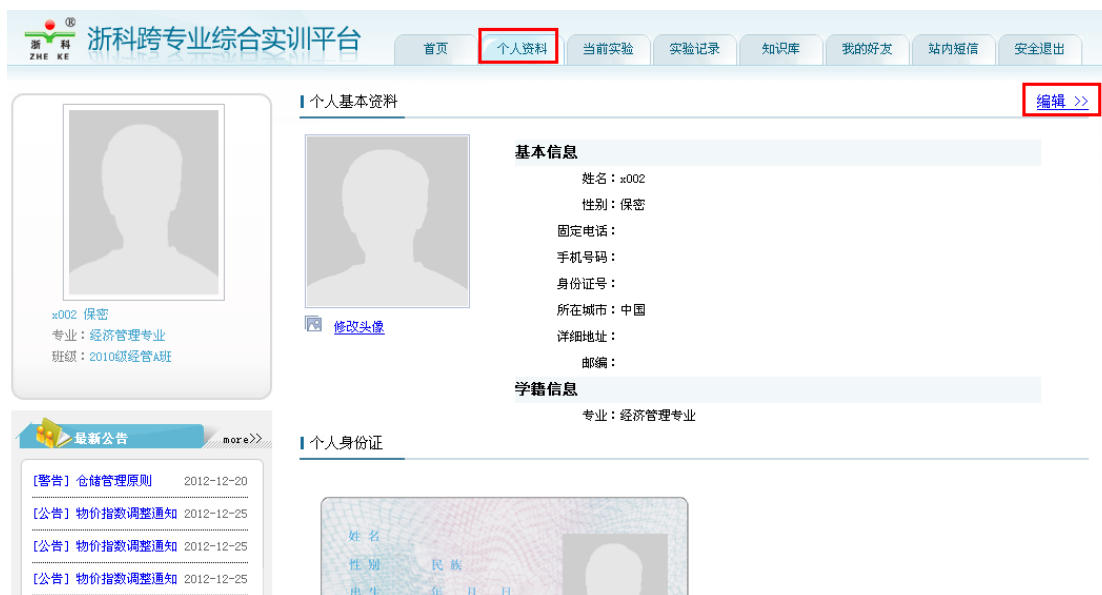 ®
浙 科
ZHE KE
浙科跨专业综合实训平台
首页
个人资料
当前实验
实验记录
知识库
我的好友
站内短信
安全退出
x002 保密
专业：经济管理专业
班级：2010级经管A班
最新公告
more>>
[警告] 仓储管理原则 2012-12-20
[公告] 物价指数调整通知 2012-12-25
[公告] 物价指数调整通知 2012-12-25
[公告] 物价指数调整通知 2012-12-25
个人基本资料
编辑 >>
修改头像
基本信息
姓名：x002
性别：保密
固定电话：
手机号码：
身份证号：
所在城市：中国
详细地址：
邮编：
学籍信息
专业：经济管理专业
个人身份证
姓 名
性 别 民 族
出 生 年 月 日